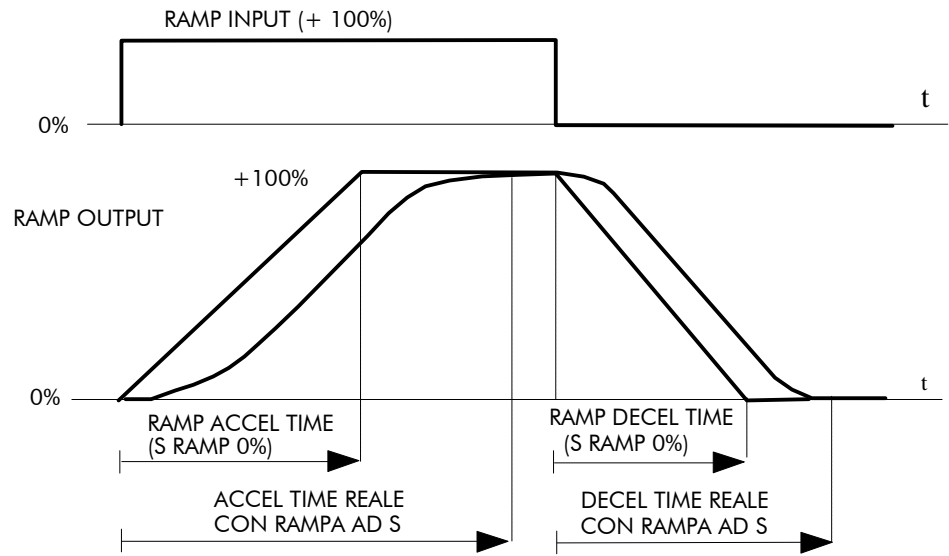 RAMP INPUT (+ 100%)
t
0%
+100%
RAMP OUTPUT
0%
t
RAMP ACCEL TIME
(S RAMP 0%)
RAMP DECEL TIME
(S RAMP 0%)
ACCEL TIME REALE
CON RAMPA AD S
DECEL TIME REALE
CON RAMPA AD S